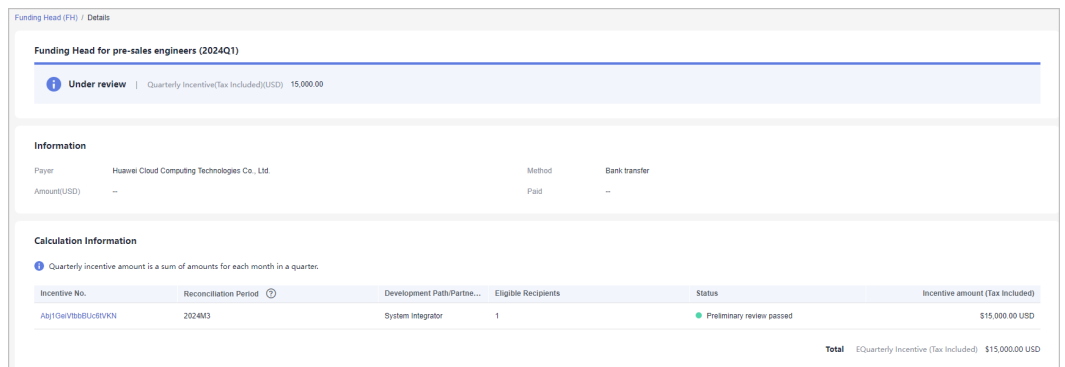 Funding Head (FH) / Details
Funding Head for pre-sales engineers (2024Q1)
Under review | Quarterly Incentive(Tax Included)(USD) 15,000.00
Information
Payer Huawei Cloud Computing Technologies Co., Ltd. Method Bank transfer
Amount(USD) -- Paid --
Calculation Information
Quarterly incentive amount is a sum of amounts for each month in a quarter.
Incentive No. Reconciliation Period Development Path/Partne... Eligible Recipients Status Incentive amount (Tax Included)
Abj1GeiVtbbBUc6tVKN 2024M3 System Integrator 1 Preliminary review passed $15,000.00 USD
Total EQuarterly Incentive (Tax Included) $15,000.00 USD